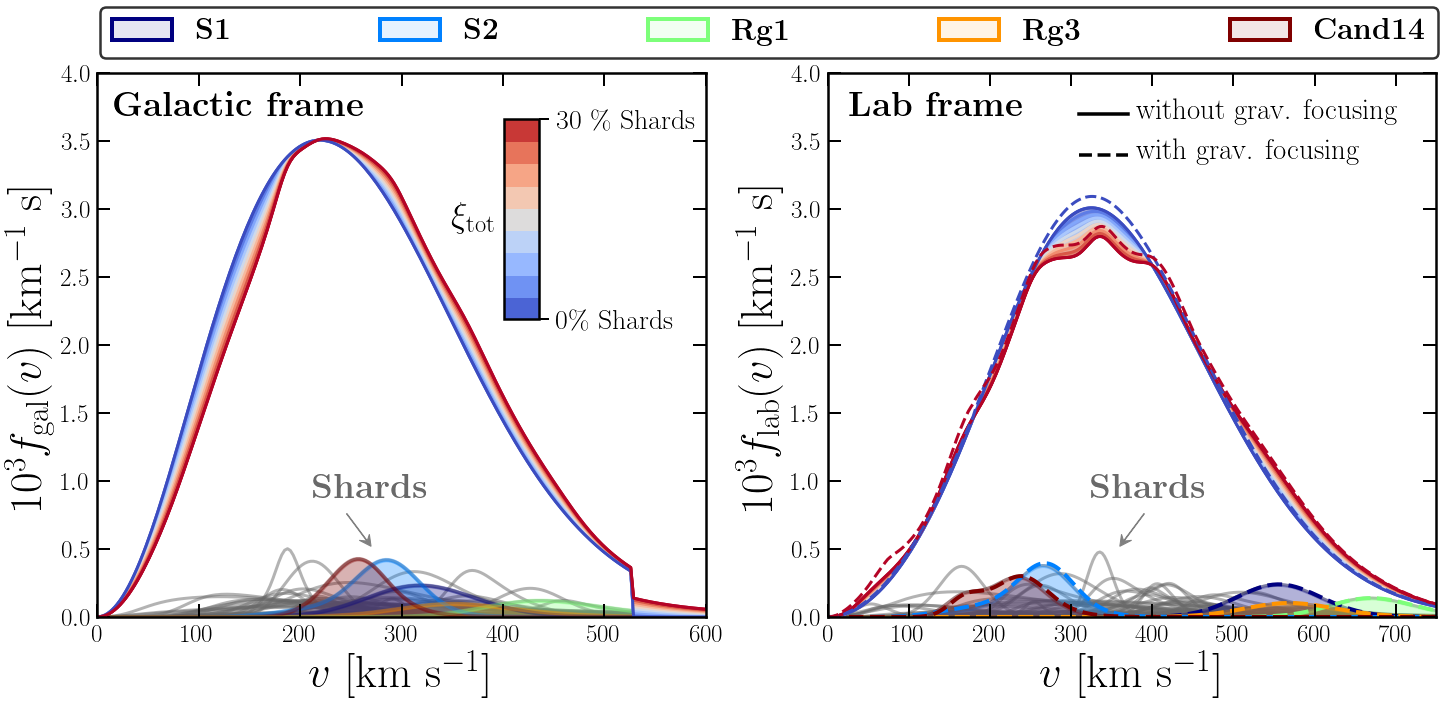 S1 S2 Rg1 Rg3 Cand14
Galactic frame
30 % Shards
ξtot
0% Shards
Shards
10³fgal(v) [km⁻¹ s]
4.0
3.5
3.0
2.5
2.0
1.5
1.0
0.5
0.0
0 100 200 300 400 500 600
v [km s⁻¹]
Lab frame
without grav. focusing
with grav. focusing
Shards
10³flab(v) [km⁻¹ s]
4.0
3.5
3.0
2.5
2.0
1.5
1.0
0.5
0.0
0 100 200 300 400 500 600 700
v [km s⁻¹]